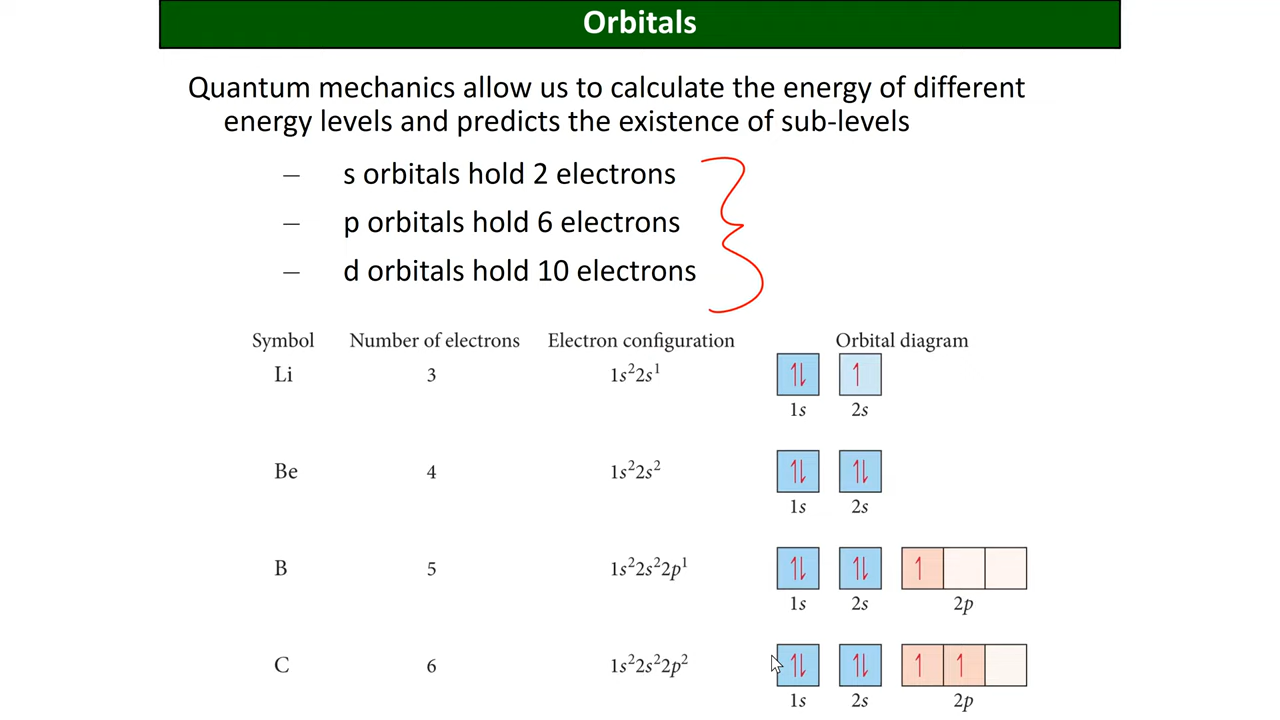 Orbitals
Quantum mechanics allow us to calculate the energy of different
energy levels and predicts the existence of sub-levels
– s orbitals hold 2 electrons
– p orbitals hold 6 electrons
– d orbitals hold 10 electrons
Symbol Number of electrons Electron configuration Orbital diagram
Li 3 1s²2s¹ ↿⇂ ↿
1s 2s
Be 4 1s²2s² ↿⇂ ↿⇂
1s 2s
B 5 1s²2s²2p¹ ↿⇂ ↿⇂ ↿
1s 2s 2p
C 6 1s²2s²2p² ↿⇂ ↿⇂ ↿ ↿
1s 2s 2p